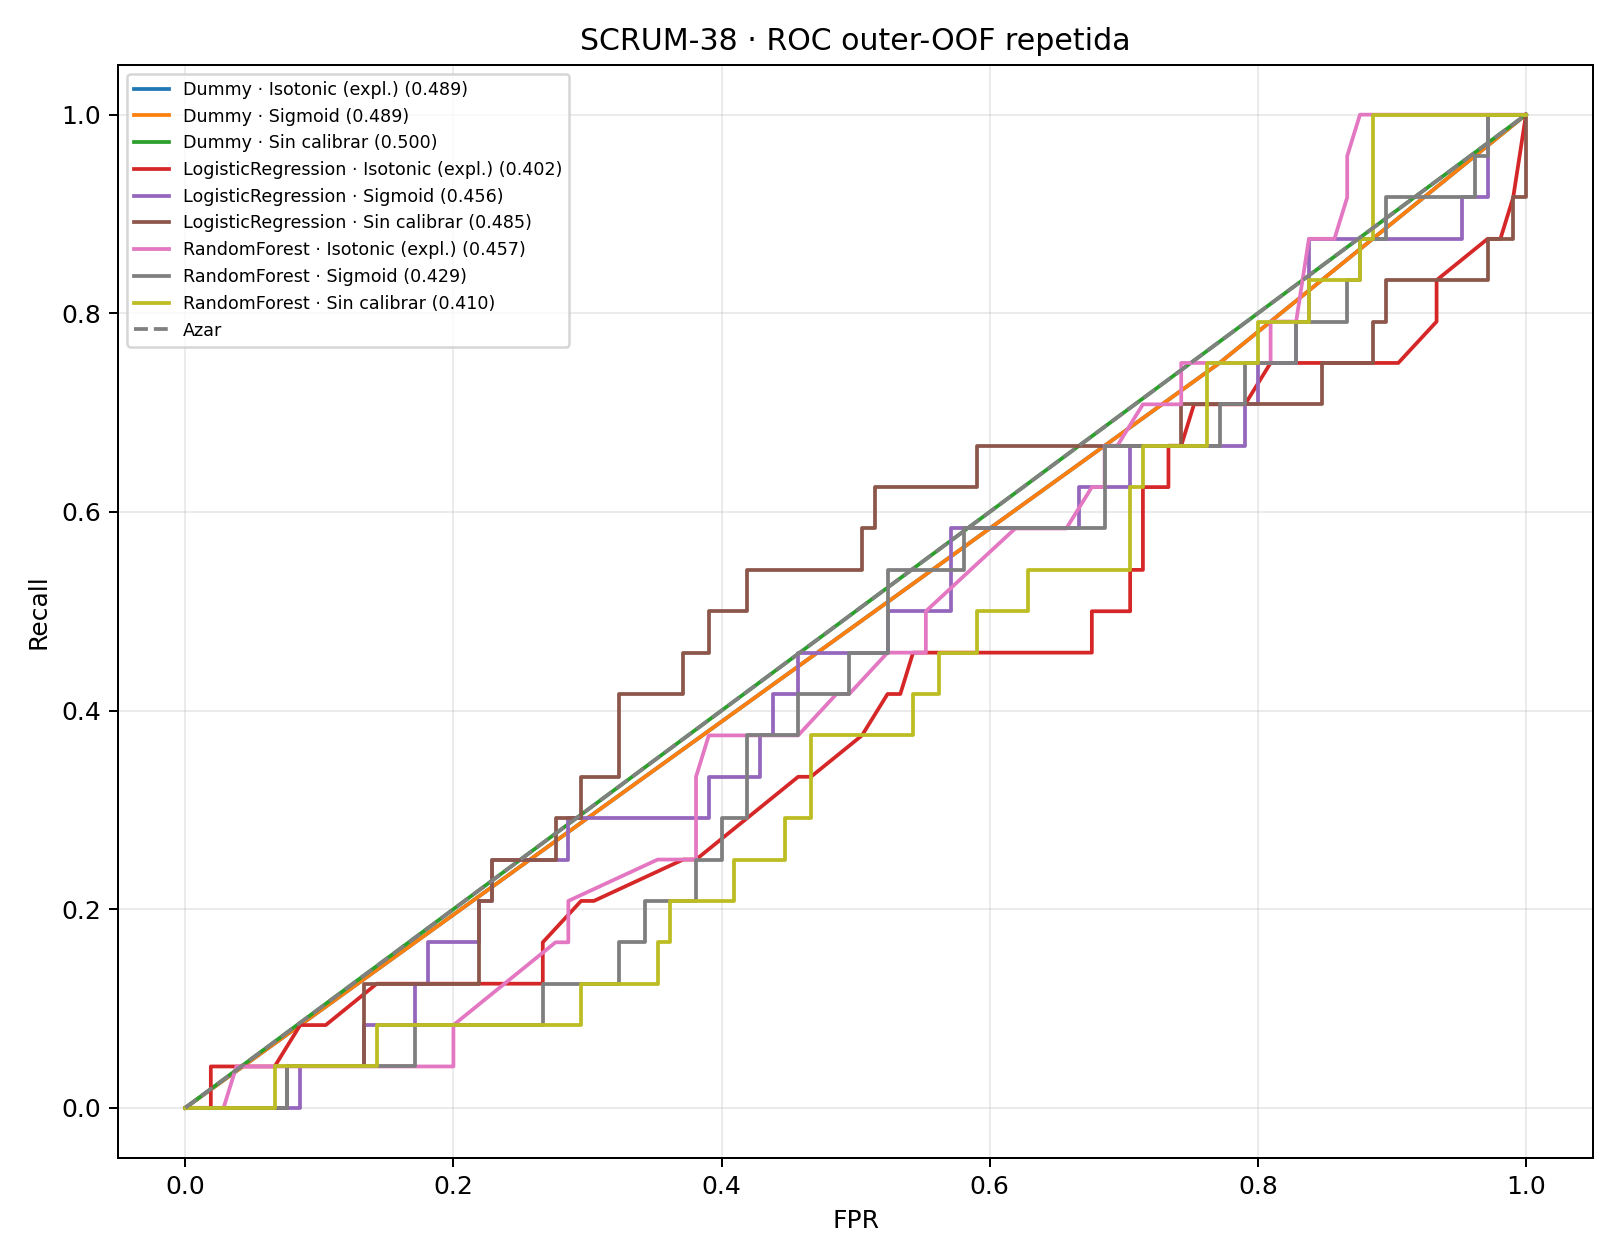 SCRUM-38 · ROC outer-OOF repetida
Dummy · Isotonic (expl.) (0.489)
Dummy · Sigmoid (0.489)
Dummy · Sin calibrar (0.500)
LogisticRegression · Isotonic (expl.) (0.402)
LogisticRegression · Sigmoid (0.456)
LogisticRegression · Sin calibrar (0.485)
RandomForest · Isotonic (expl.) (0.457)
RandomForest · Sigmoid (0.429)
RandomForest · Sin calibrar (0.410)
Azar
1.0
0.8
0.6
0.4
0.2
0.0
Recall
0.0 0.2 0.4 0.6 0.8 1.0
FPR